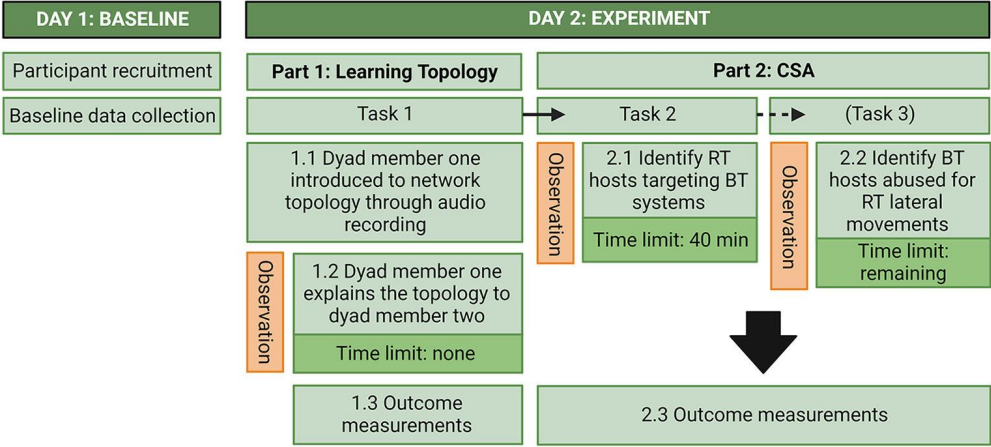 DAY 1: BASELINE
Participant recruitment
Baseline data collection
DAY 2: EXPERIMENT
Part 1: Learning Topology
Task 1
1.1 Dyad member one
introduced to network
topology through audio
recording
Observation
1.2 Dyad member one
explains the topology to
dyad member two
Time limit: none
1.3 Outcome
measurements
Part 2: CSA
Task 2
Observation
2.1 Identify RT
hosts targeting BT
systems
Time limit: 40 min
(Task 3)
Observation
2.2 Identify BT
hosts abused for
RT lateral
movements
Time limit:
remaining
2.3 Outcome measurements